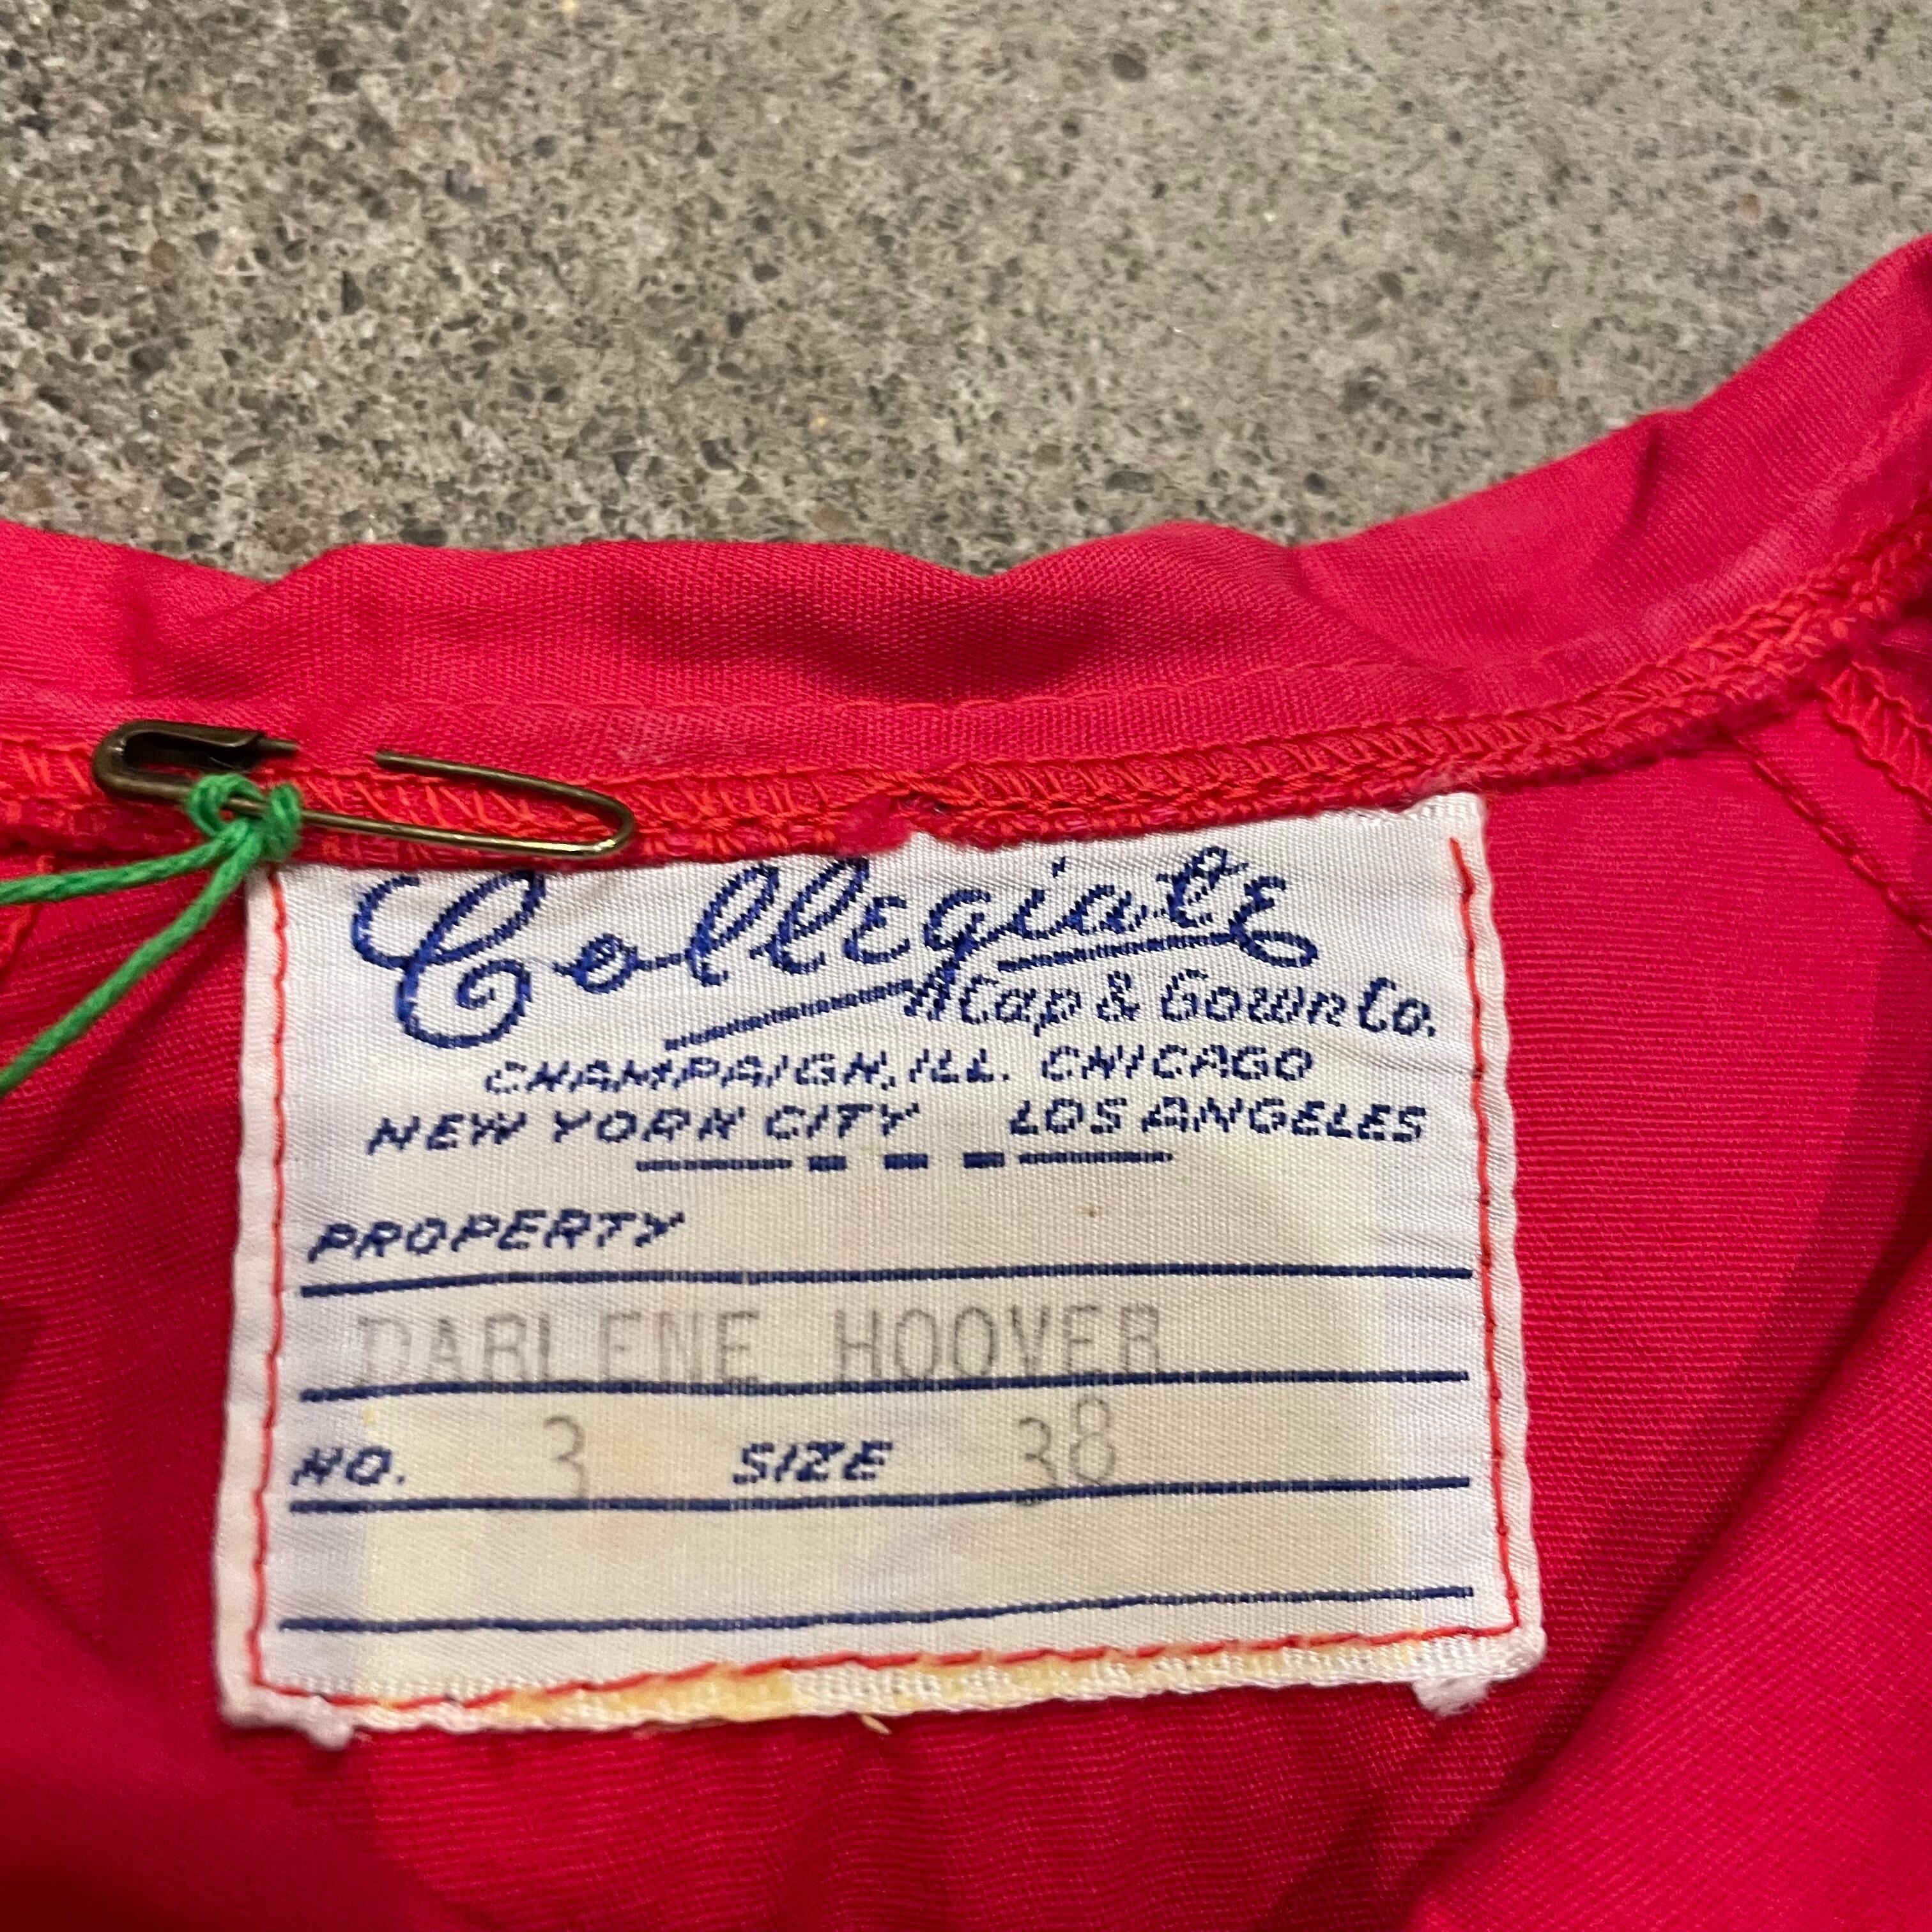 Collegiate
Cap & Gown Co.
CHAMPAIGN, ILL. CHICAGO
NEW YORK CITY LOS ANGELES
PROPERTY
DARLENE HOOVER
NO. 3 SIZE 38